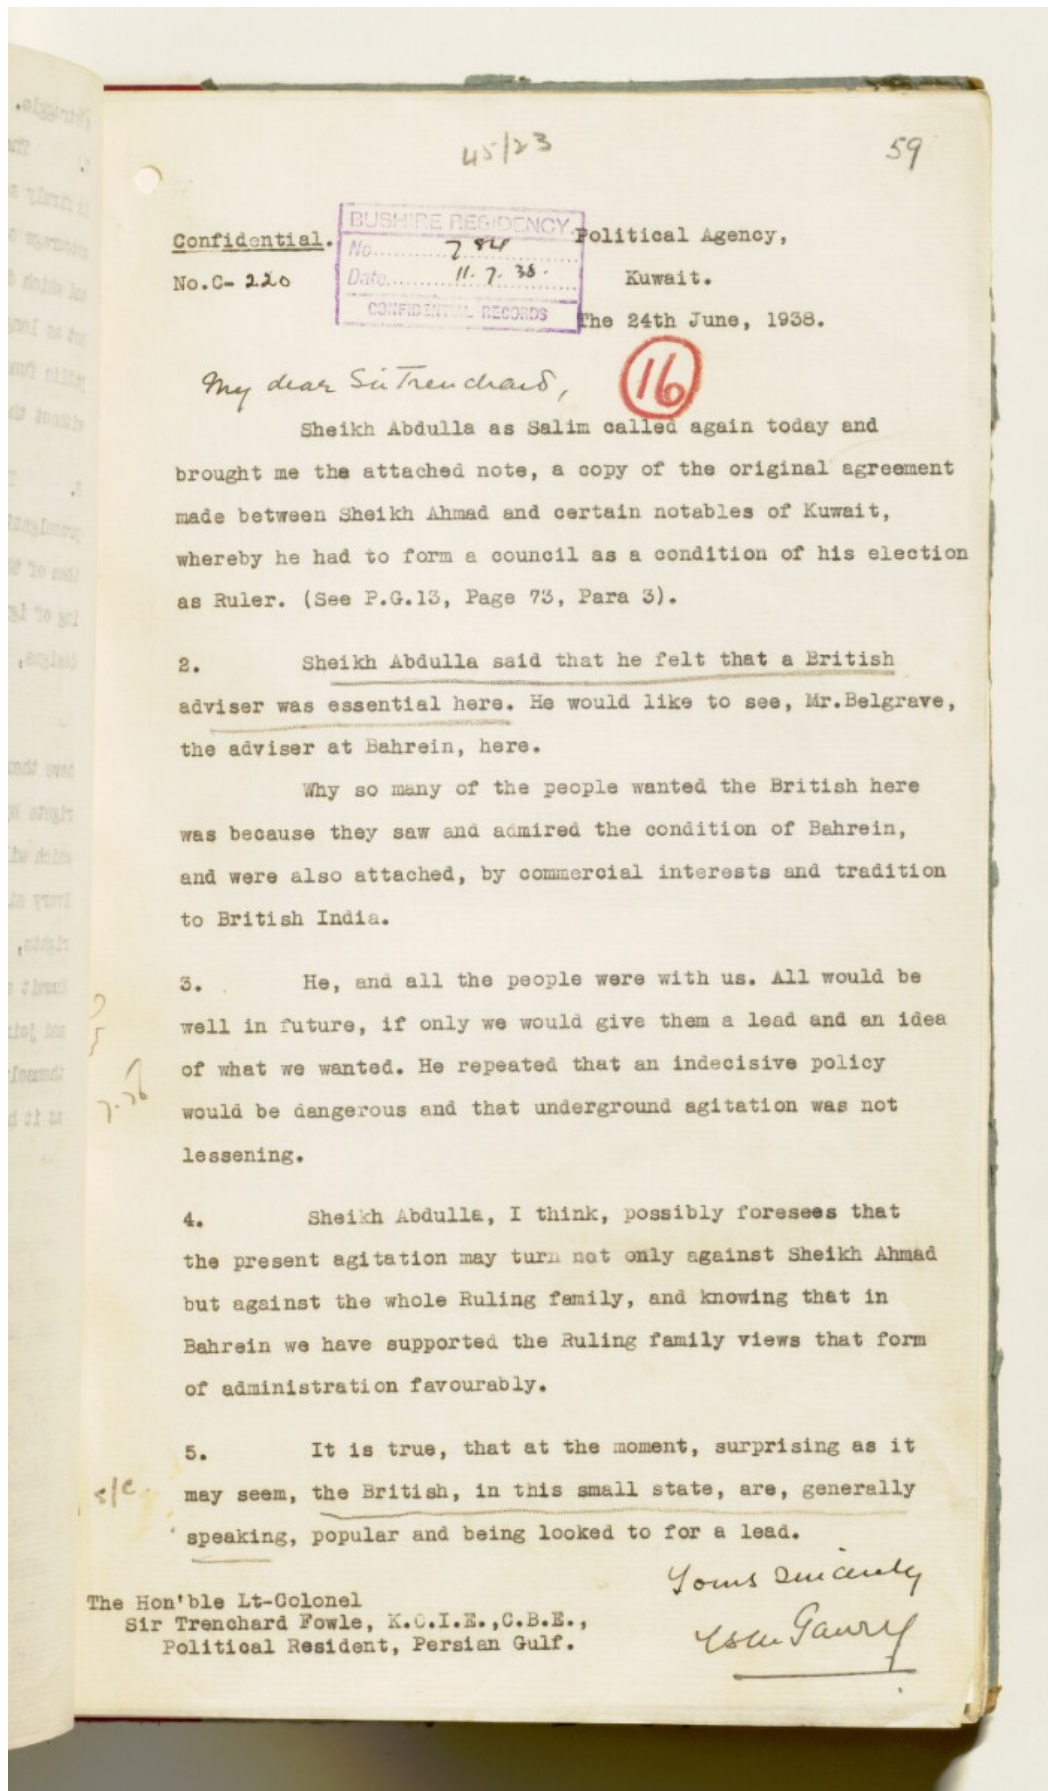 45/23
59
BUSHIRE RESIDENCY.
No. 784
Date 11.7.38.
CONFIDENTIAL RECORDS
Confidential.
No.C- 220
Political Agency,
Kuwait.
The 24th June, 1938.
16
My dear Sir Trenchard,
Sheikh Abdulla as Salim called again today and
brought me the attached note, a copy of the original agreement
made between Sheikh Ahmad and certain notables of Kuwait,
whereby he had to form a council as a condition of his election
as Ruler. (See P.G.13, Page 73, Para 3).
2. Sheikh Abdulla said that he felt that a British
adviser was essential here. He would like to see, Mr.Belgrave,
the adviser at Bahrein, here.
Why so many of the people wanted the British here
was because they saw and admired the condition of Bahrein,
and were also attached, by commercial interests and tradition
to British India.
3. He, and all the people were with us. All would be
well in future, if only we would give them a lead and an idea
of what we wanted. He repeated that an indecisive policy
would be dangerous and that underground agitation was not
lessening.
4. Sheikh Abdulla, I think, possibly foresees that
the present agitation may turn not only against Sheikh Ahmad
but against the whole Ruling family, and knowing that in
Bahrein we have supported the Ruling family views that form
of administration favourably.
5. It is true, that at the moment, surprising as it
may seem, the British, in this small state, are, generally
speaking, popular and being looked to for a lead.
Yours sincerely
The Hon'ble Lt-Colonel
Sir Trenchard Fowle, K.C.I.E.,C.B.E.,
Political Resident, Persian Gulf.